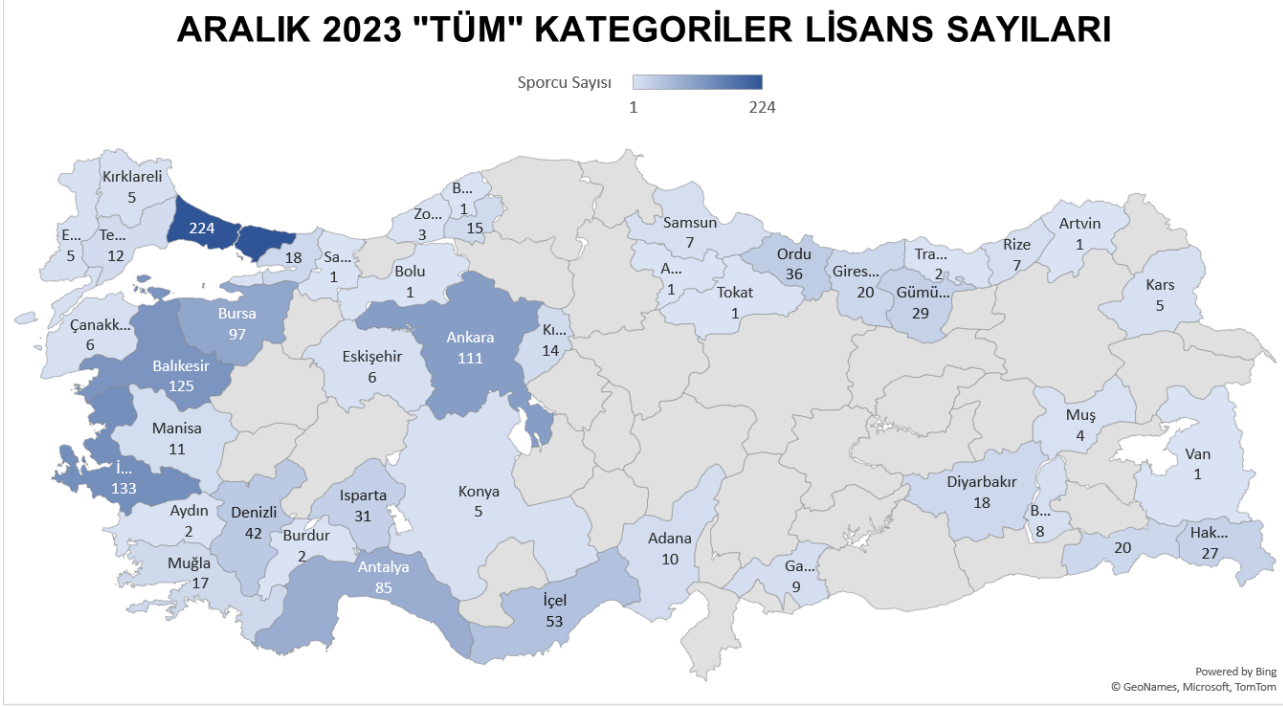 ARALIK 2023 "TÜM" KATEGORİLER LİSANS SAYILARI
Sporcu Sayısı
1
224
Kırklareli
5
E...
5
Te...
12
224
18
Sa...
1
Zo...
3
B...
1
15
Bolu
1
Samsun
7
A...
1
Tokat
1
Ordu
36
Gires...
20
Tra...
2
Gümü...
29
Rize
7
Artvin
1
Kars
5
Çanakk...
6
Bursa
97
Balıkesir
125
Eskişehir
6
Ankara
111
Kı...
14
Manisa
11
İ...
133
Aydın
2
Denizli
42
Isparta
31
Burdur
2
Muğla
17
Antalya
85
Konya
5
İçel
53
Adana
10
Ga...
9
Diyarbakır
18
Muş
4
B...
8
Van
1
20
Hak...
27
Powered by Bing
© GeoNames, Microsoft, TomTom